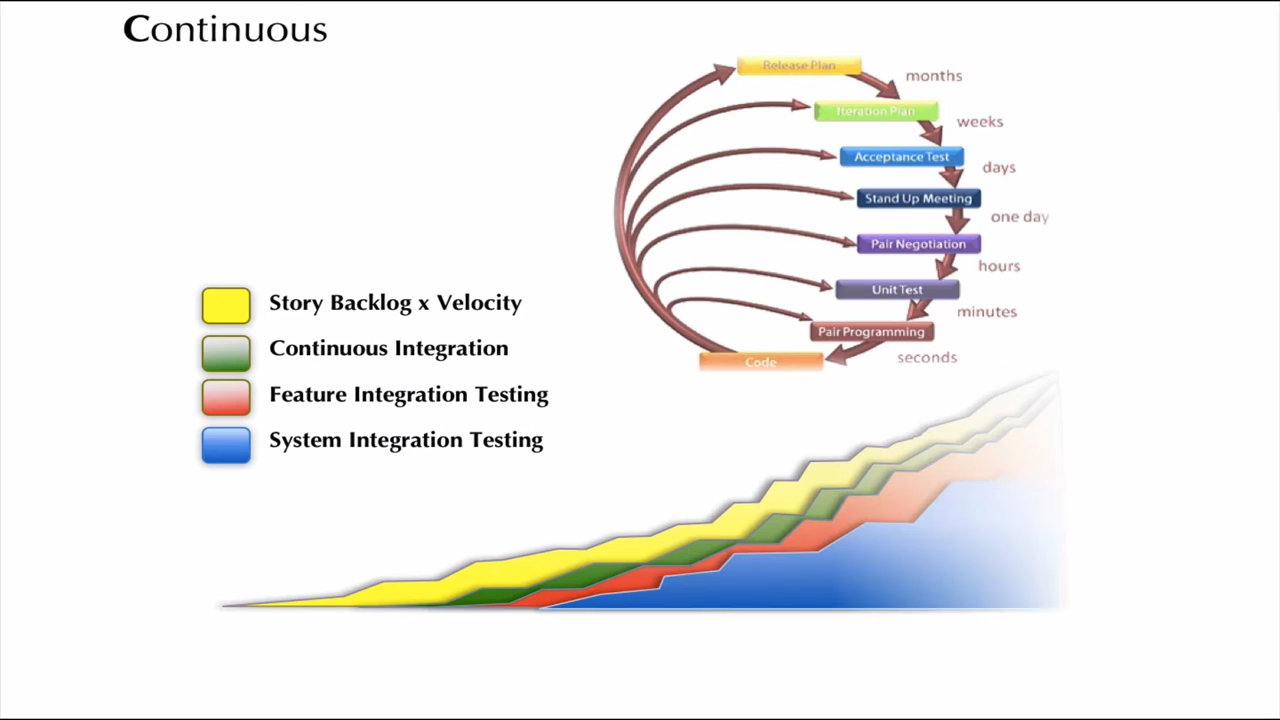 Continuous
Release Plan
months
Iteration Plan
weeks
Acceptance Test
days
Stand Up Meeting
one day
Pair Negotiation
hours
Unit Test
minutes
Pair Programming
seconds
Code
Story Backlog x Velocity
Continuous Integration
Feature Integration Testing
System Integration Testing